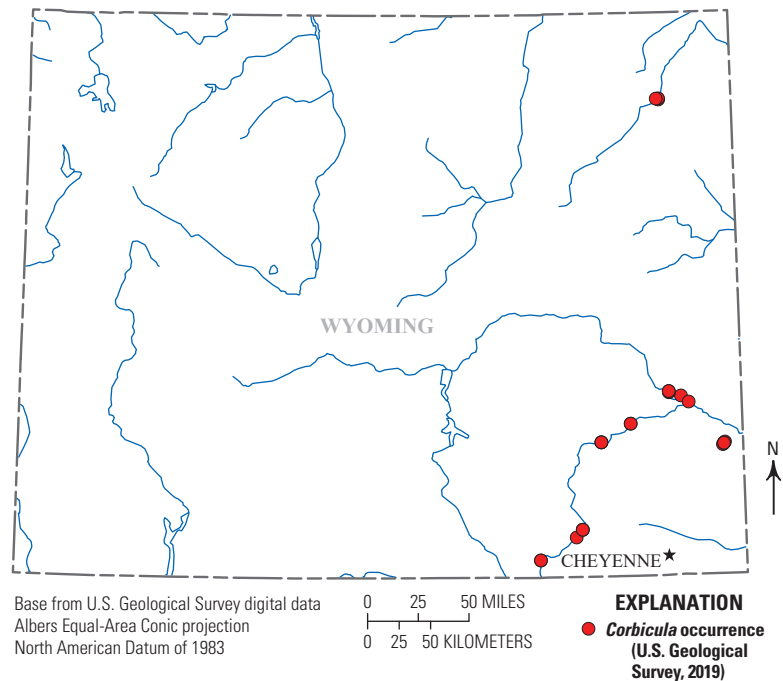 WYOMING
N
CHEYENNE
Base from U.S. Geological Survey digital data
Albers Equal-Area Conic projection
North American Datum of 1983
0 25 50 MILES
0 25 50 KILOMETERS
EXPLANATION
Corbicula occurrence
(U.S. Geological
Survey, 2019)